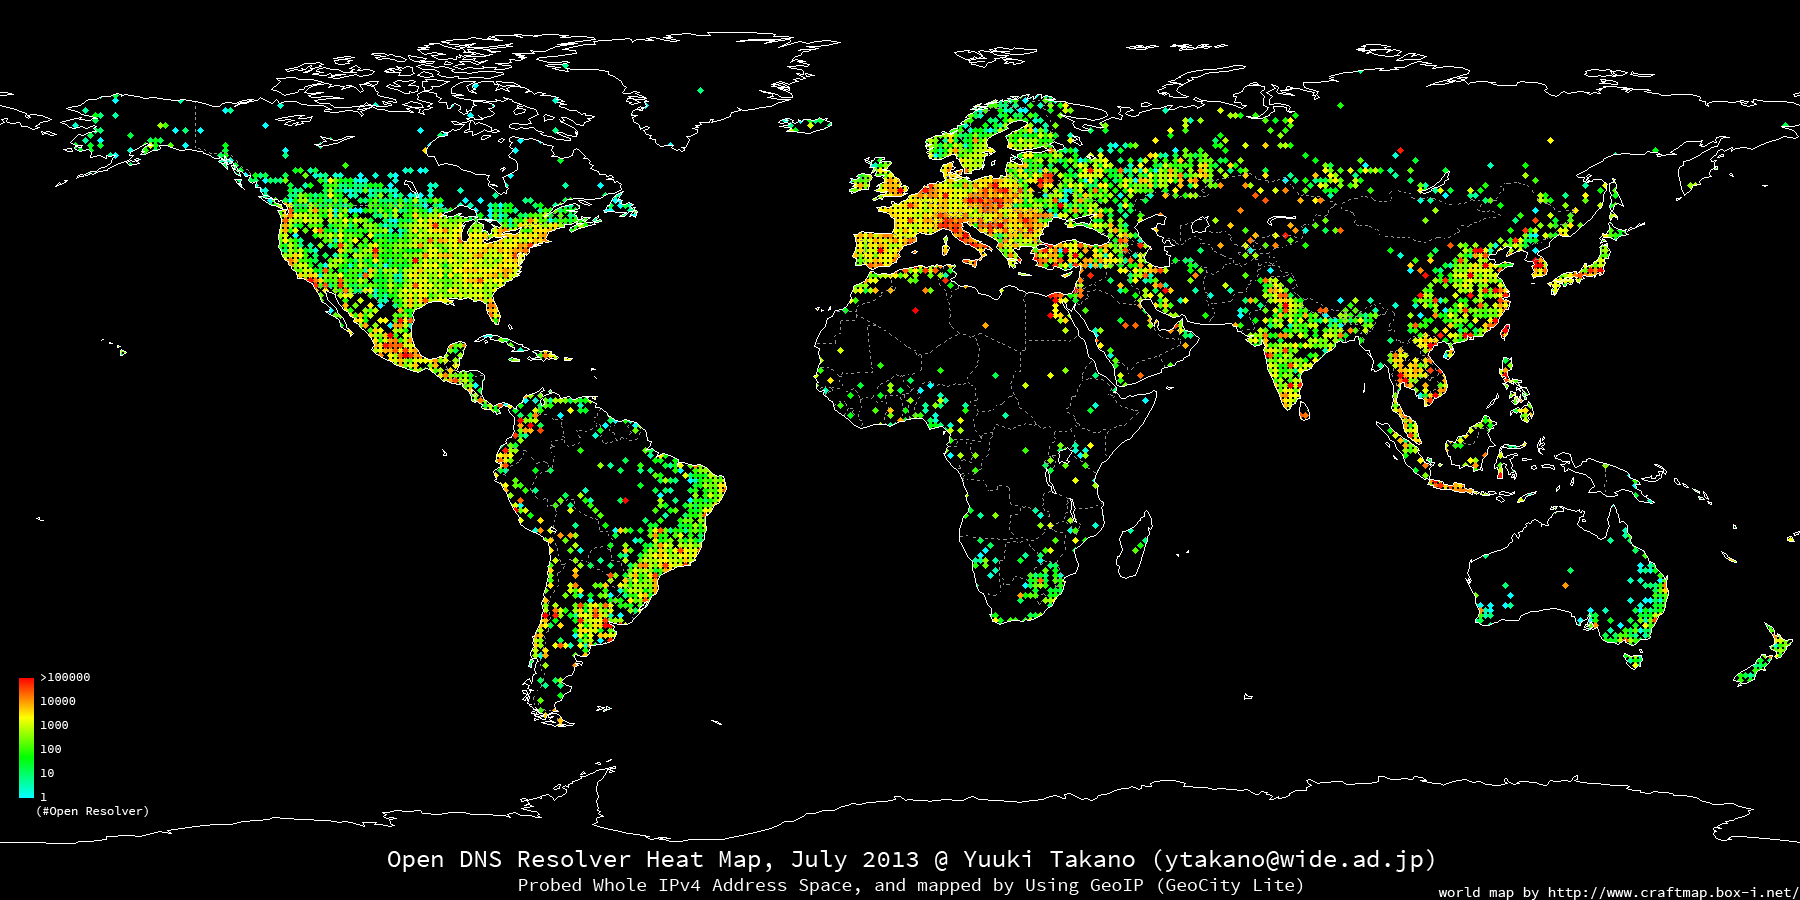 >100000
10000
1000
100
10
1
(#Open Resolver)
Open DNS Resolver Heat Map, July 2013 @ Yuuki Takano (ytakano@wide.ad.jp)
Probed Whole IPv4 Address Space, and mapped by Using GeoIP (GeoCity Lite)
world map by http://www.craftmap.box-i.net/